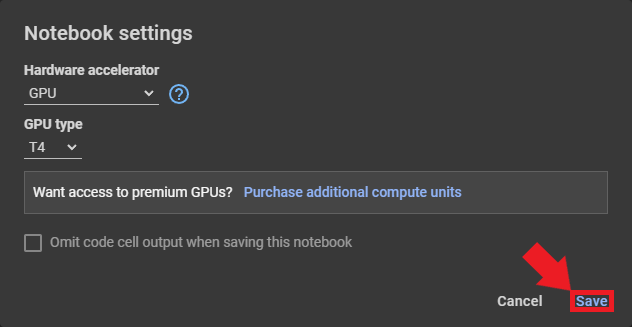 Notebook settings
Hardware accelerator
GPU
?
GPU type
T4
Want access to premium GPUs? Purchase additional compute units
Omit code cell output when saving this notebook
Cancel Save